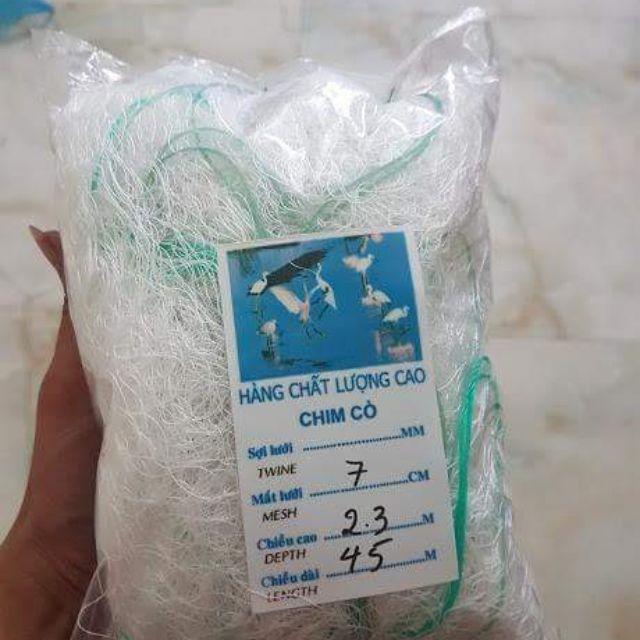 HÀNG CHẤT LƯỢNG CAO
CHIM CÒ
Sợi lưới ........................MM
TWINE
Mắt lưới ........7........CM
MESH
Chiều cao ....2.3....M
DEPTH
Chiều dài ....45....M
LENGTH